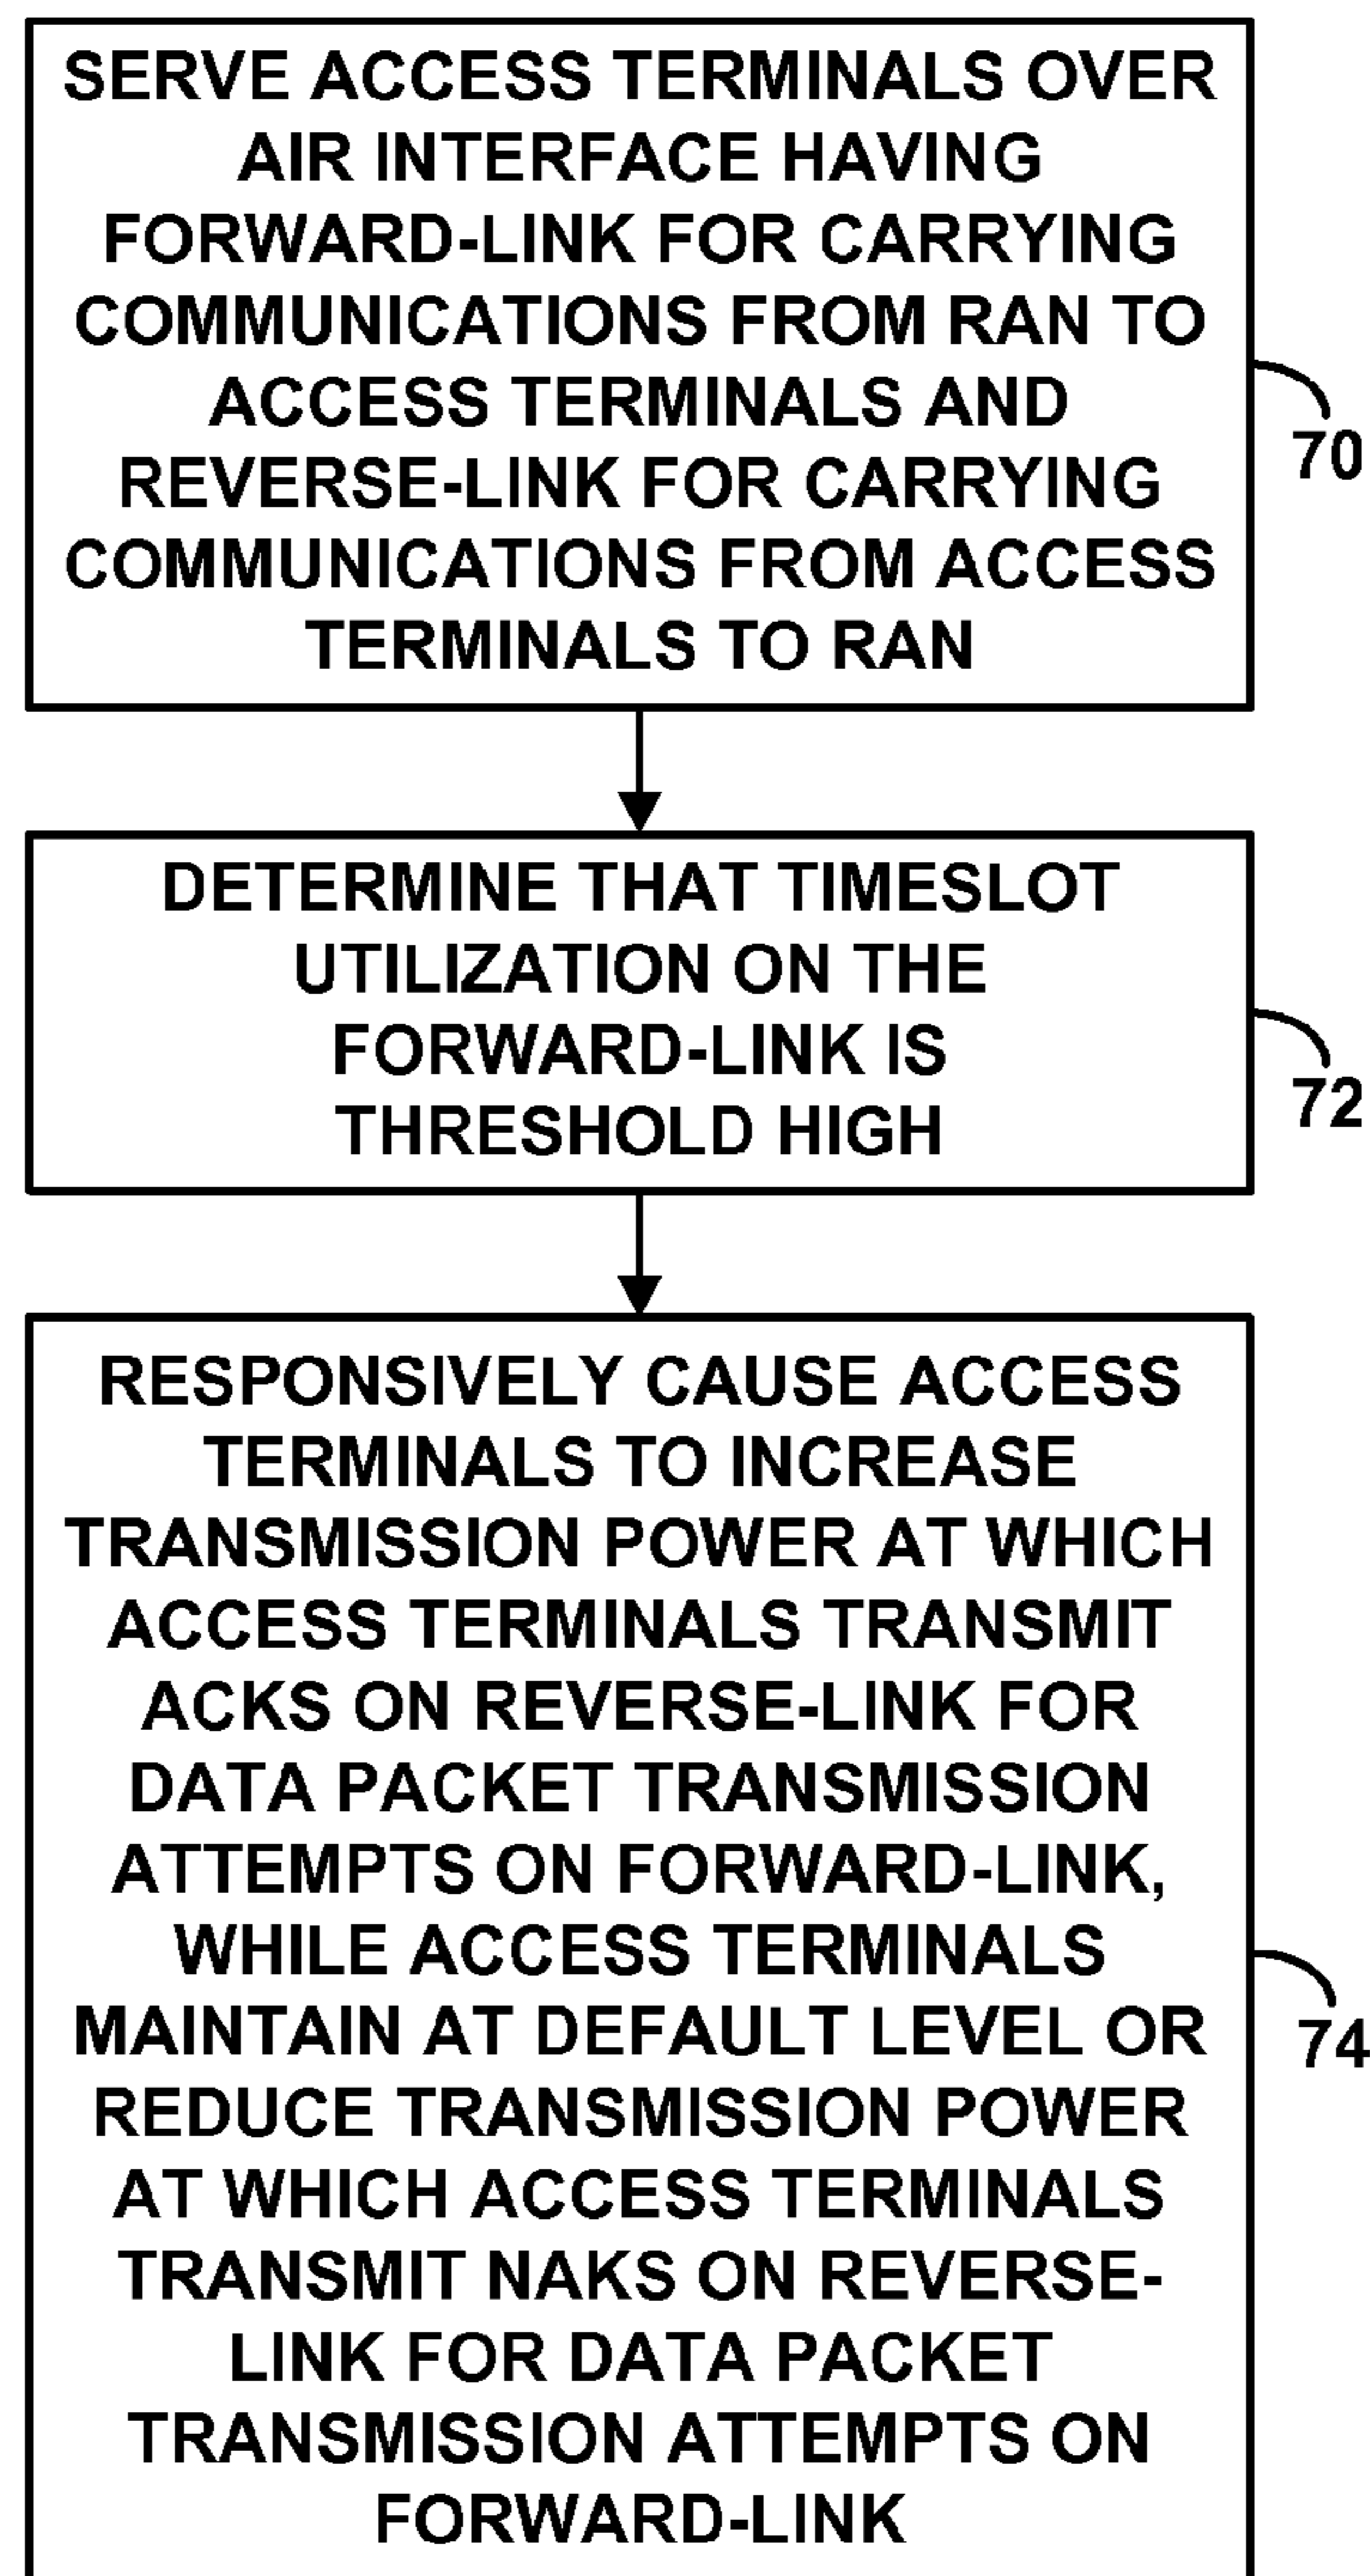 SERVE ACCESS TERMINALS OVER
AIR INTERFACE HAVING
FORWARD-LINK FOR CARRYING
COMMUNICATIONS FROM RAN TO
ACCESS TERMINALS AND
REVERSE-LINK FOR CARRYING
COMMUNICATIONS FROM ACCESS
TERMINALS TO RAN
70
DETERMINE THAT TIMESLOT
UTILIZATION ON THE
FORWARD-LINK IS
THRESHOLD HIGH
72
RESPONSIVELY CAUSE ACCESS
TERMINALS TO INCREASE
TRANSMISSION POWER AT WHICH
ACCESS TERMINALS TRANSMIT
ACKS ON REVERSE-LINK FOR
DATA PACKET TRANSMISSION
ATTEMPTS ON FORWARD-LINK,
WHILE ACCESS TERMINALS
MAINTAIN AT DEFAULT LEVEL OR
REDUCE TRANSMISSION POWER
AT WHICH ACCESS TERMINALS
TRANSMIT NAKS ON REVERSE-
LINK FOR DATA PACKET
TRANSMISSION ATTEMPTS ON
FORWARD-LINK
74